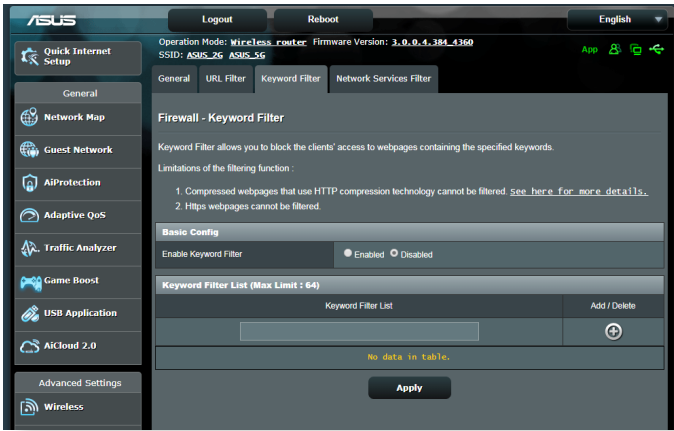 ASUS Logout Reboot English
Operation Mode: Wireless router Firmware Version: 3.0.0.4.384_4360
SSID: ASUS_2G ASUS_5G
App
Quick Internet
Setup
General
Network Map
Guest Network
AiProtection
Adaptive QoS
Traffic Analyzer
Game Boost
USB Application
AiCloud 2.0
Advanced Settings
Wireless
General URL Filter Keyword Filter Network Services Filter
Firewall - Keyword Filter
Keyword Filter allows you to block the clients' access to webpages containing the specified keywords.
Limitations of the filtering function :
1. Compressed webpages that use HTTP compression technology cannot be filtered. See here for more details.
2. Https webpages cannot be filtered.
Basic Config
Enable Keyword Filter Enabled Disabled
Keyword Filter List (Max Limit : 64)
Keyword Filter List Add / Delete
No data in table.
Apply